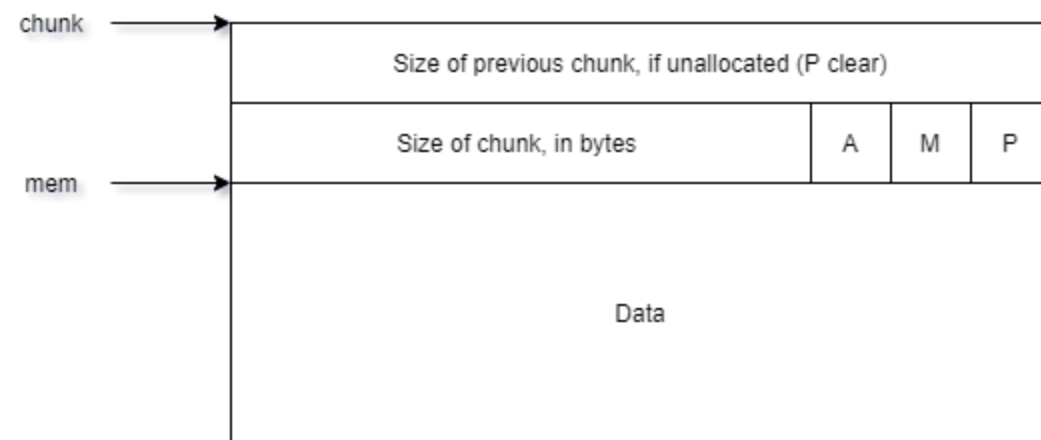 chunk
Size of previous chunk, if unallocated (P clear)
Size of chunk, in bytes
A
M
P
mem
Data